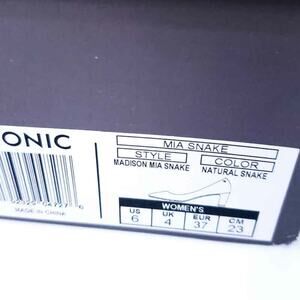 ONIC
MIA SNAKE
STYLE COLOR
MADISON MIA SNAKE NATURAL SNAKE
WOMEN'S
US UK EUR CM
6 4 37 23
MADE IN CHINA